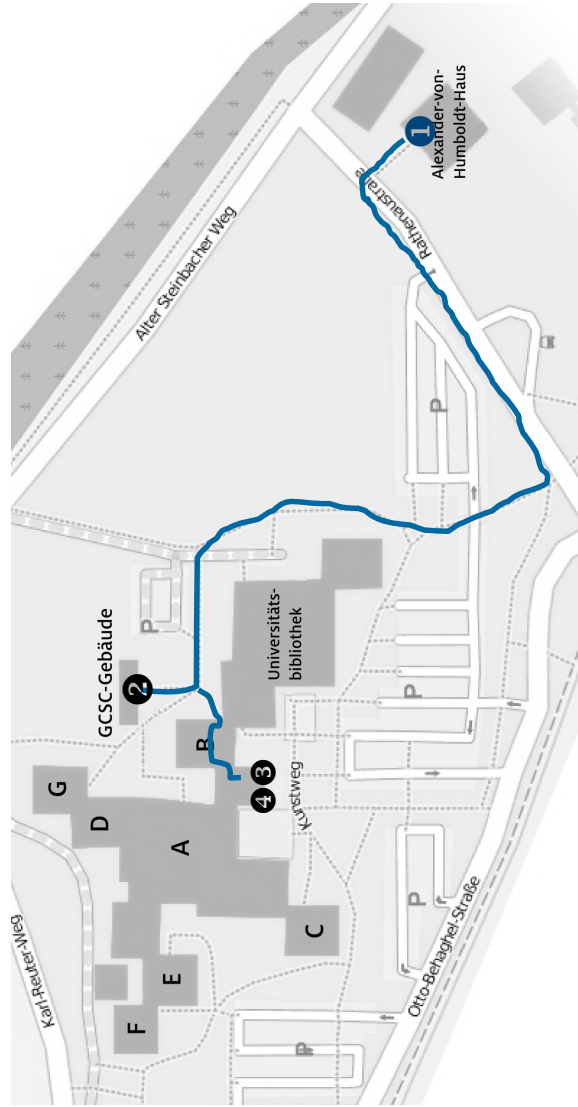 1
Alexander-von-
Humboldt-Haus
Rathenaustraße
Alter Steinbacher Weg
P
P
GCSC-Gebäude
2
Universitäts-
bibliothek
B
3
4
Kunstweg
P
G
D
A
C
E
F
P
P
Karl-Reuter-Weg
Otto-Behaghel-Straße